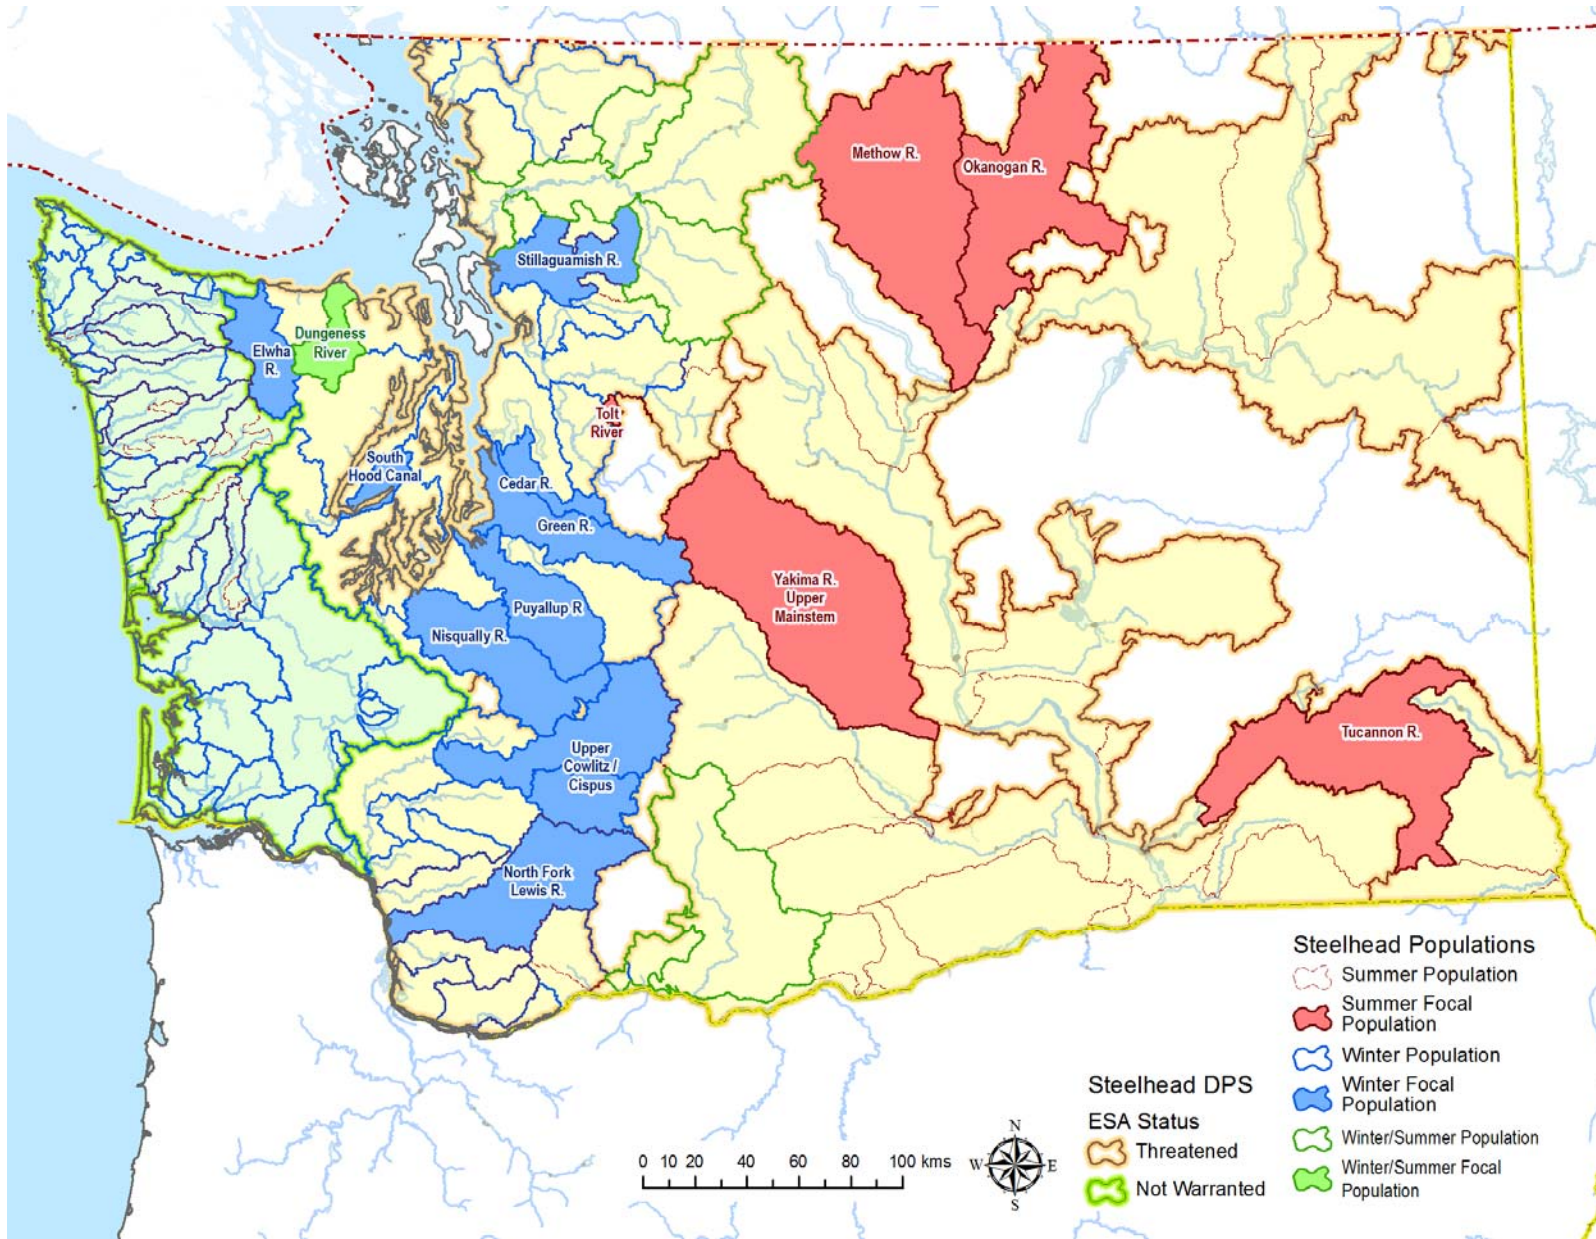 Methow R.
Okanogan R.
Stillaguamish R.
Dungeness
River
Elwha
R.
Tolt
River
South
Hood Canal
Cedar R.
Green R.
Yakima R.
Upper
Mainstem
Puyallup R
Nisqually R.
Tucannon R.
Upper
Cowlitz /
Cispus
North Fork
Lewis R.
Steelhead Populations
Summer Population
Summer Focal
Population
Winter Population
Winter Focal
Population
Winter/Summer Population
Winter/Summer Focal
Population
Steelhead DPS
ESA Status
Threatened
Not Warranted
0 10 20 40 60 80 100 kms
N
W E
S